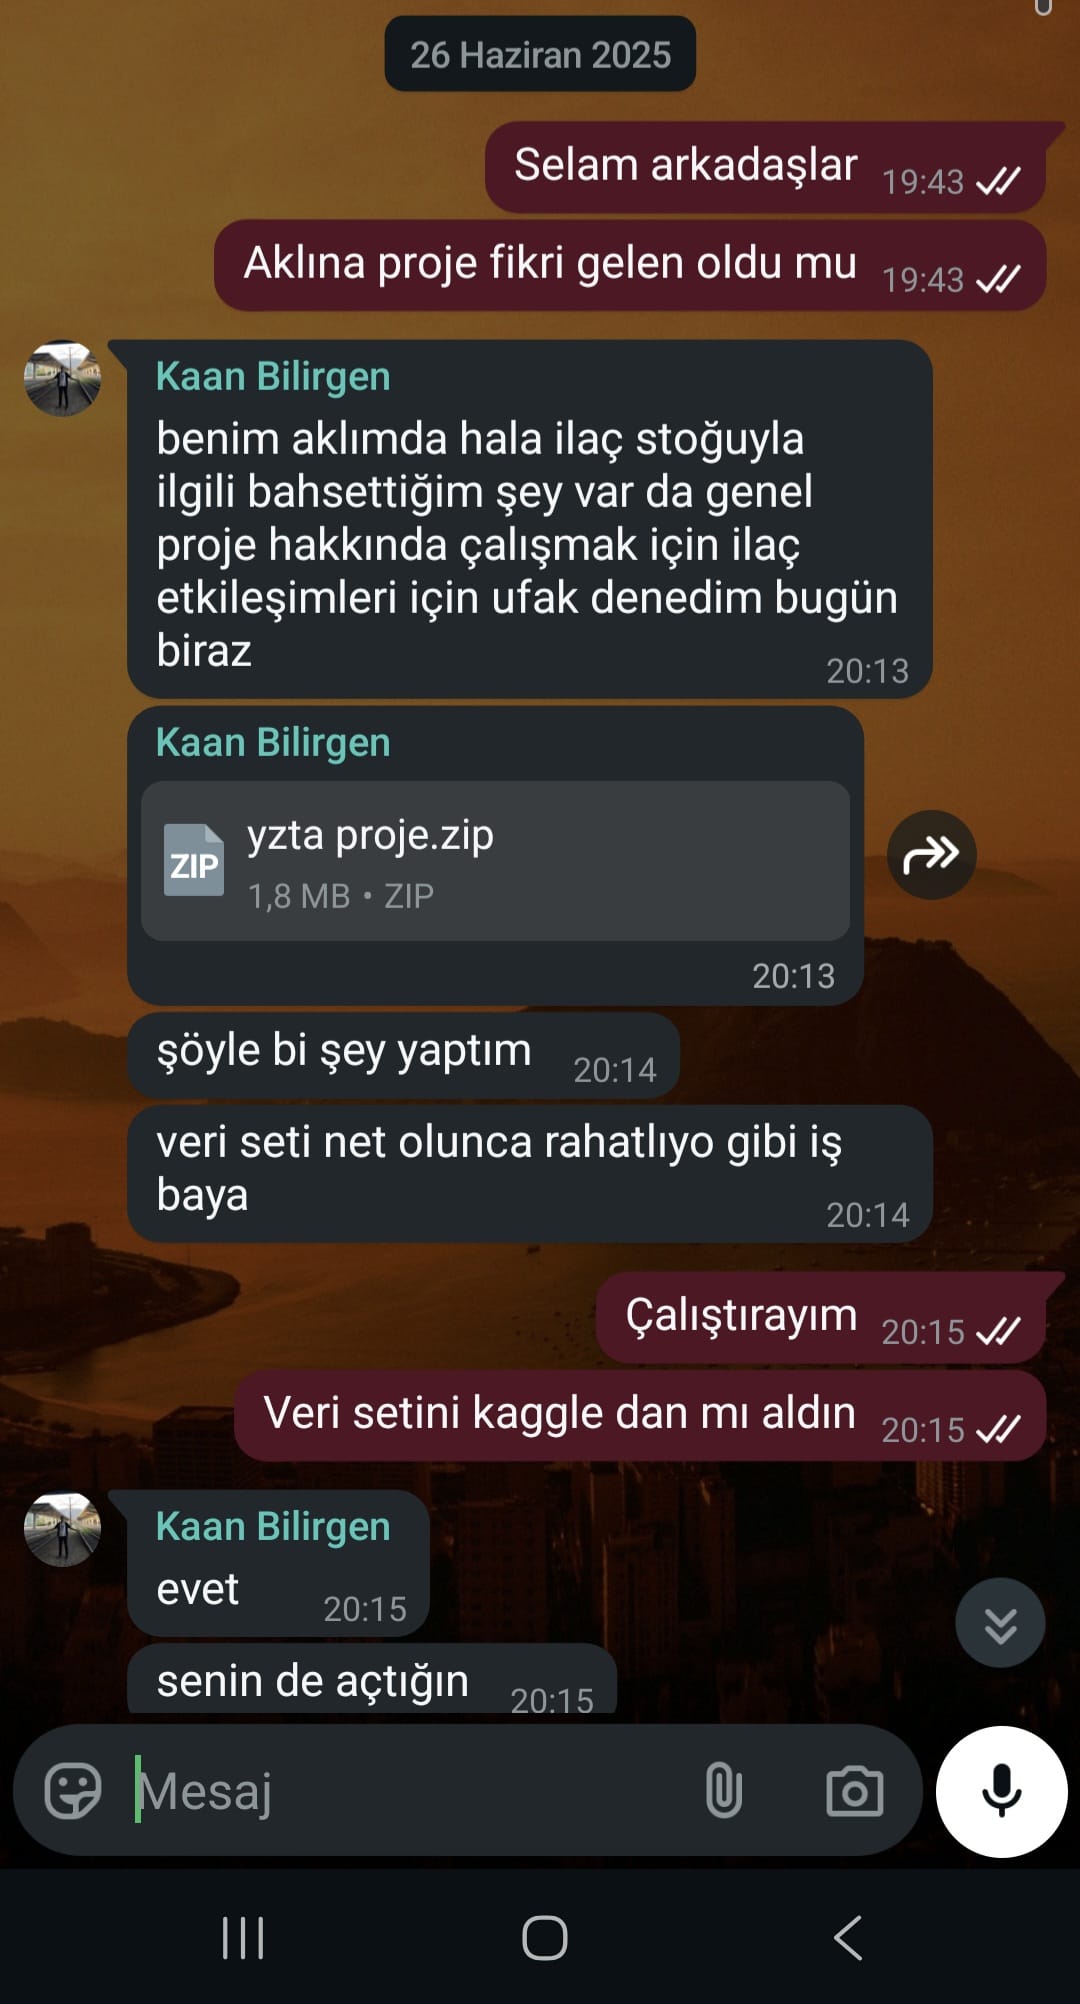 26 Haziran 2025
Selam arkadaşlar 19:43
Aklına proje fikri gelen oldu mu 19:43
Kaan Bilirgen
benim aklımda hala ilaç stoğuyla
ilgili bahsettiğim şey var da genel
proje hakkında çalışmak için ilaç
etkileşimleri için ufak denedim bugün
biraz
20:13
Kaan Bilirgen
ZIP
yzta proje.zip
1,8 MB • ZIP
20:13
şöyle bi şey yaptım 20:14
veri seti net olunca rahatlıyo gibi iş
baya
20:14
Çalıştırayım 20:15
Veri setini kaggle dan mı aldın 20:15
Kaan Bilirgen
evet 20:15
senin de açtığın 20:15
Mesaj